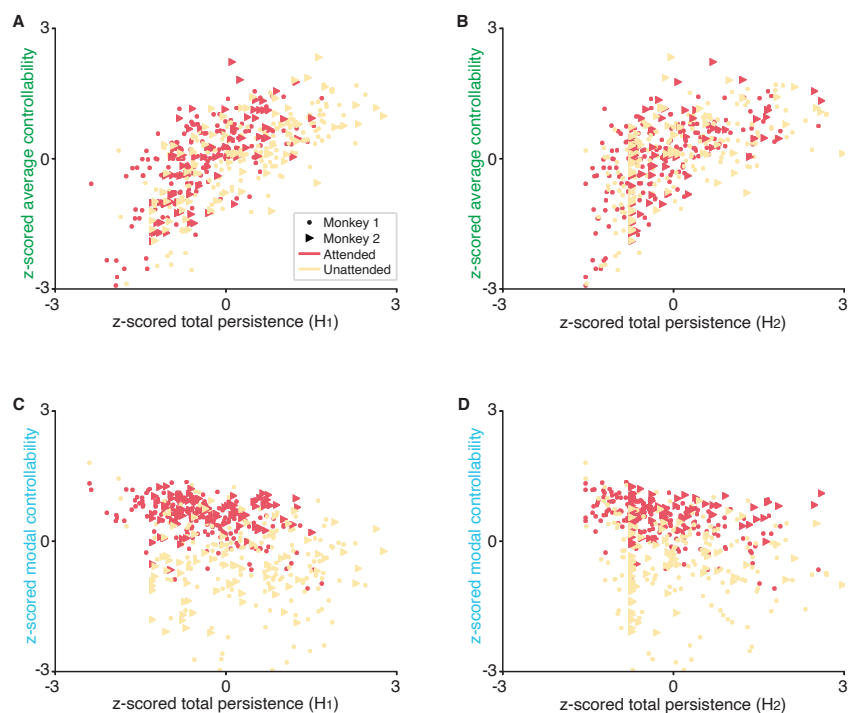 A
3
z-scored average controllability
0
-3
-3
0
3
z-scored total persistence (H1)
Monkey 1
Monkey 2
Attended
Unattended
B
3
z-scored average controllability
0
-3
-3
0
3
z-scored total persistence (H2)
C
3
z-scored modal controllability
0
-3
-3
0
3
z-scored total persistence (H1)
D
3
z-scored modal controllability
0
-3
-3
0
3
z-scored total persistence (H2)